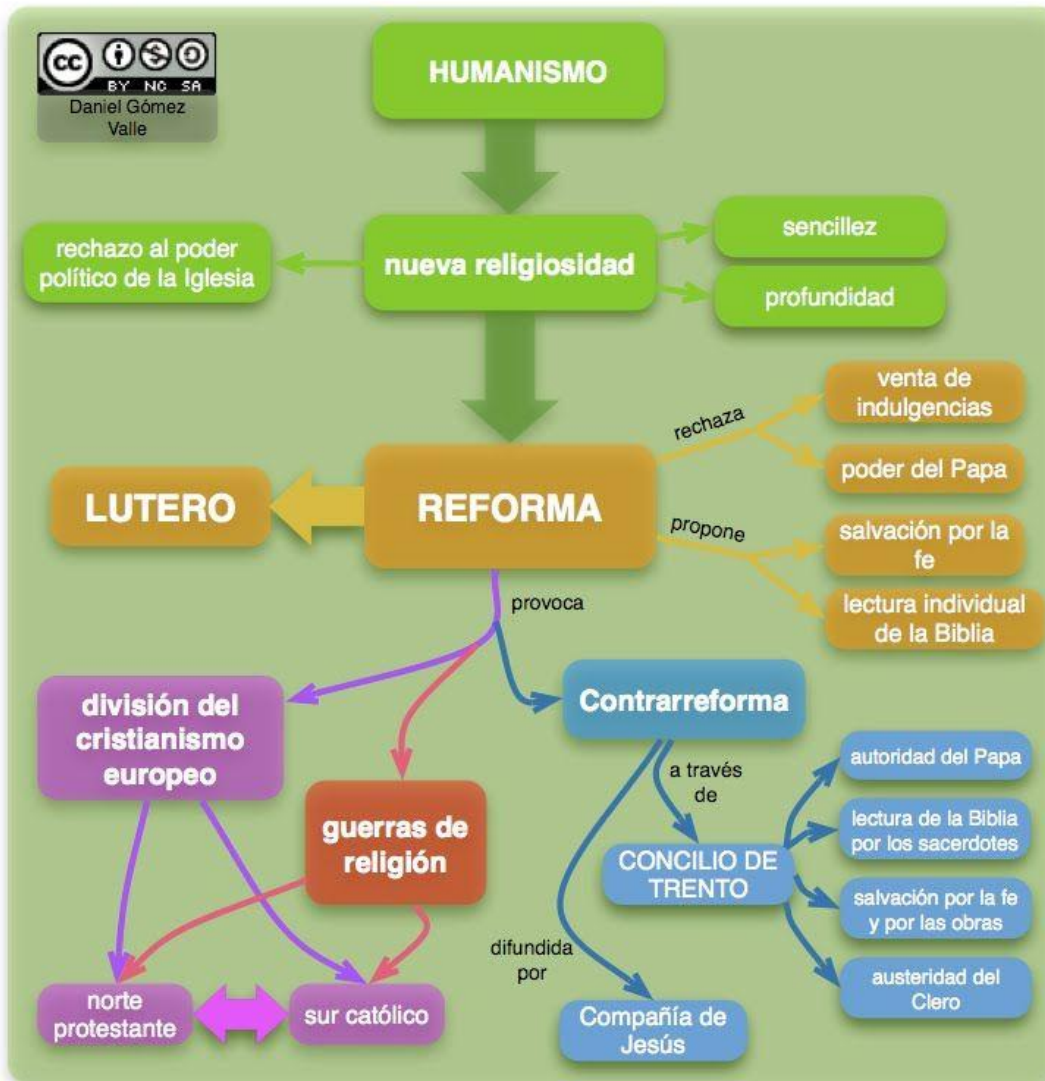 cc
BY NC SA
Daniel Gómez
Valle
HUMANISMO
rechazo al poder
político de la Iglesia
nueva religiosidad
sencillez
profundidad
LUTERO
REFORMA
rechaza
venta de
indulgencias
poder del Papa
propone
salvación por la
fe
lectura individual
de la Biblia
provoca
división del
cristianismo
europeo
guerras de
religión
norte
protestante
sur católico
Contrarreforma
a través
de
CONCILIO DE
TRENTO
autoridad del Papa
lectura de la Biblia
por los sacerdotes
salvación por la fe
y por las obras
austeridad del
Clero
difundida
por
Compañía de
Jesús